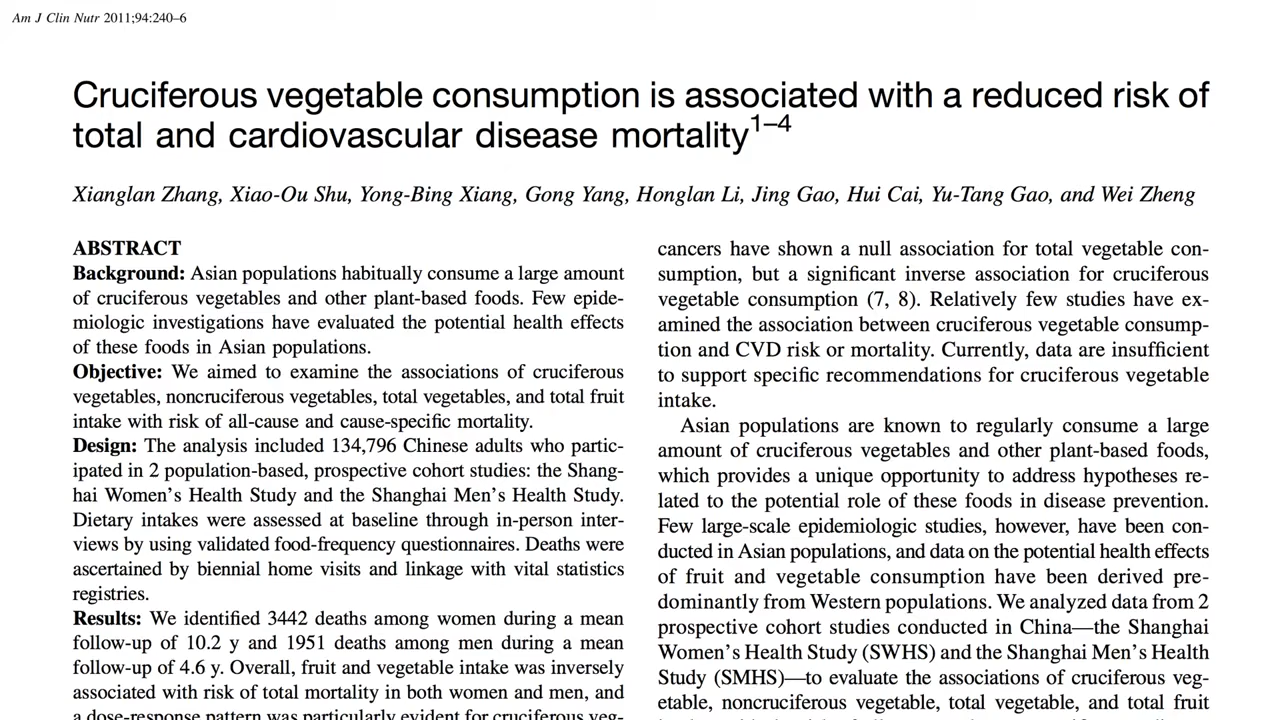 Am J Clin Nutr 2011;94:240–6
Cruciferous vegetable consumption is associated with a reduced risk of
total and cardiovascular disease mortality1–4
Xianglan Zhang, Xiao-Ou Shu, Yong-Bing Xiang, Gong Yang, Honglan Li, Jing Gao, Hui Cai, Yu-Tang Gao, and Wei Zheng
ABSTRACT
Background: Asian populations habitually consume a large amount
of cruciferous vegetables and other plant-based foods. Few epide-
miologic investigations have evaluated the potential health effects
of these foods in Asian populations.
Objective: We aimed to examine the associations of cruciferous
vegetables, noncruciferous vegetables, total vegetables, and total fruit
intake with risk of all-cause and cause-specific mortality.
Design: The analysis included 134,796 Chinese adults who partic-
ipated in 2 population-based, prospective cohort studies: the Shang-
hai Women's Health Study and the Shanghai Men's Health Study.
Dietary intakes were assessed at baseline through in-person inter-
views by using validated food-frequency questionnaires. Deaths were
ascertained by biennial home visits and linkage with vital statistics
registries.
Results: We identified 3442 deaths among women during a mean
follow-up of 10.2 y and 1951 deaths among men during a mean
follow-up of 4.6 y. Overall, fruit and vegetable intake was inversely
associated with risk of total mortality in both women and men, and
a dose-response pattern was particularly evident for cruciferous veg-
cancers have shown a null association for total vegetable con-
sumption, but a significant inverse association for cruciferous
vegetable consumption (7, 8). Relatively few studies have ex-
amined the association between cruciferous vegetable consump-
tion and CVD risk or mortality. Currently, data are insufficient
to support specific recommendations for cruciferous vegetable
intake.
Asian populations are known to regularly consume a large
amount of cruciferous vegetables and other plant-based foods,
which provides a unique opportunity to address hypotheses re-
lated to the potential role of these foods in disease prevention.
Few large-scale epidemiologic studies, however, have been con-
ducted in Asian populations, and data on the potential health effects
of fruit and vegetable consumption have been derived pre-
dominantly from Western populations. We analyzed data from 2
prospective cohort studies conducted in China—the Shanghai
Women's Health Study (SWHS) and the Shanghai Men's Health
Study (SMHS)—to evaluate the associations of cruciferous veg-
etable, noncruciferous vegetable, total vegetable, and total fruit